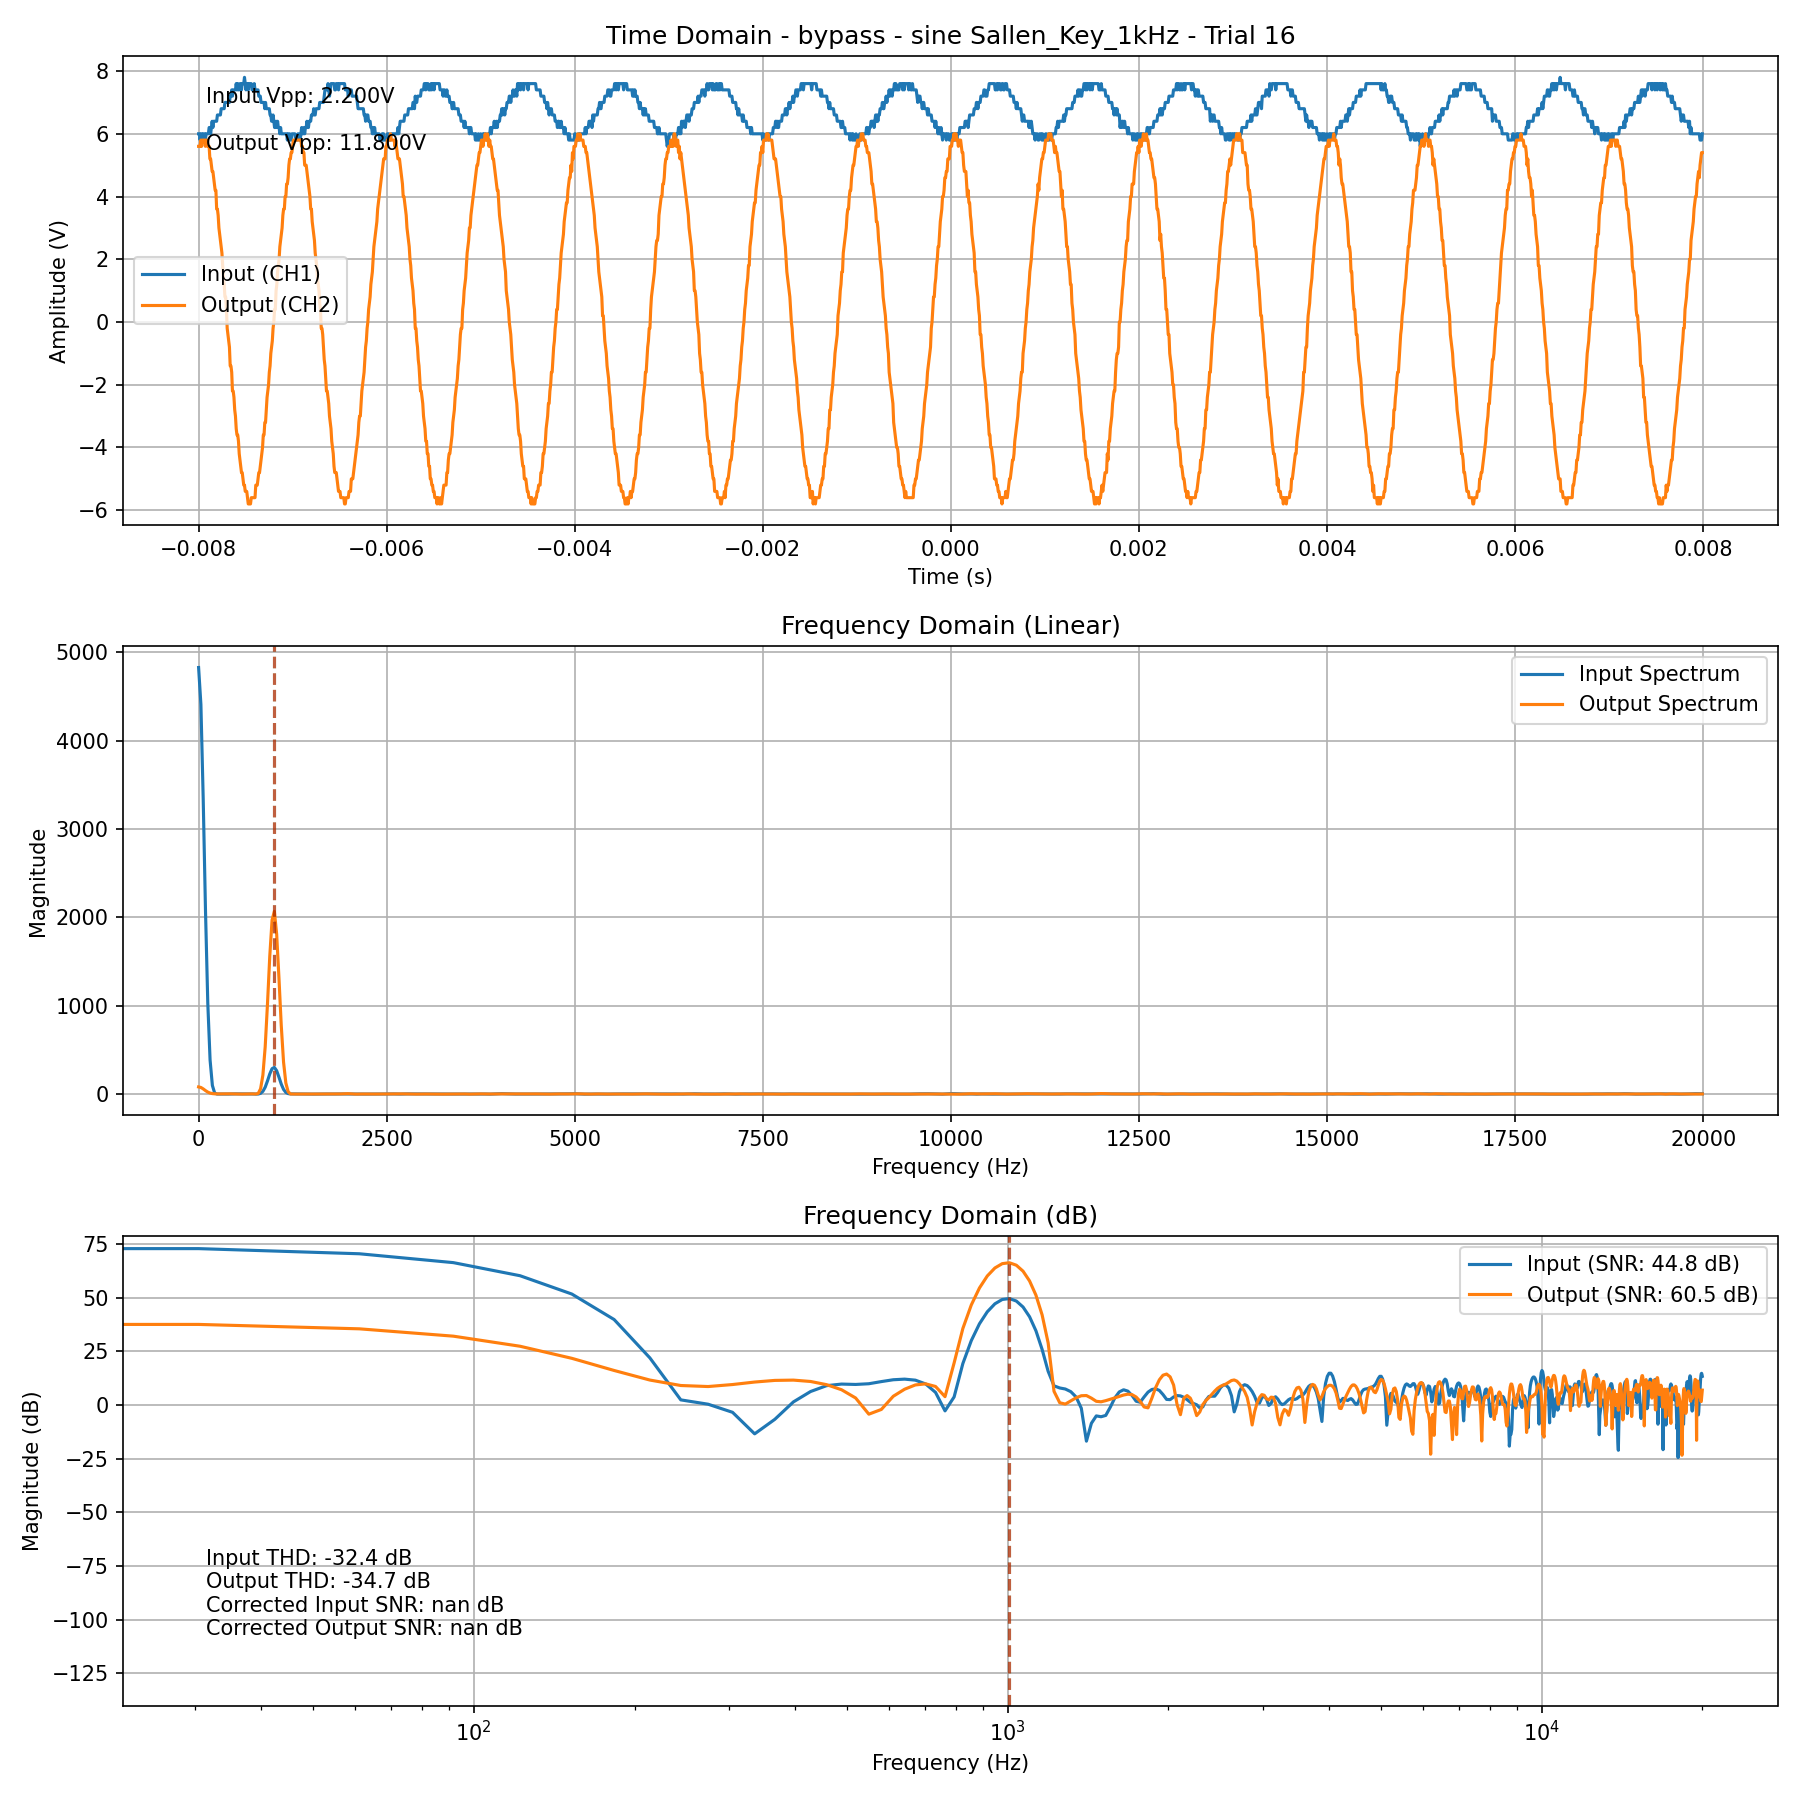 Time Domain - bypass - sine Sallen_Key_1kHz - Trial 16
8
6
4
2
0
−2
−4
−6
Amplitude (V)
Input Vpp: 2.200V
Output Vpp: 11.800V
Input (CH1)
Output (CH2)
−0.008 −0.006 −0.004 −0.002 0.000 0.002 0.004 0.006 0.008
Time (s)
Frequency Domain (Linear)
5000
4000
3000
2000
1000
0
Magnitude
Input Spectrum
Output Spectrum
0 2500 5000 7500 10000 12500 15000 17500 20000
Frequency (Hz)
Frequency Domain (dB)
75
50
25
0
−25
−50
−75
−100
−125
Magnitude (dB)
Input (SNR: 44.8 dB)
Output (SNR: 60.5 dB)
Input THD: -32.4 dB
Output THD: -34.7 dB
Corrected Input SNR: nan dB
Corrected Output SNR: nan dB
10² 10³ 10⁴
Frequency (Hz)